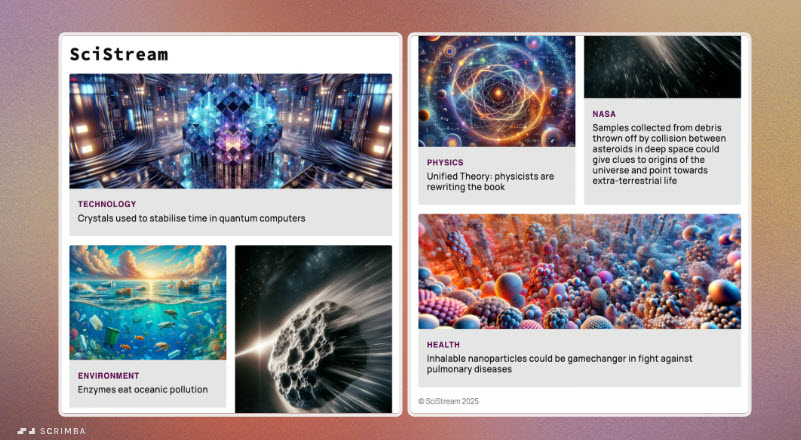 SciStream
TECHNOLOGY
Crystals used to stabilise time in quantum computers
ENVIRONMENT
Enzymes eat oceanic pollution
PHYSICS
Unified Theory: physicists are
rewriting the book
NASA
Samples collected from debris
thrown off by collision between
asteroids in deep space could
give clues to origins of the
universe and point towards
extra-terrestrial life
HEALTH
Inhalable nanoparticles could be gamechanger in fight against
pulmonary diseases
© SciStream 2025
SCRIMBA